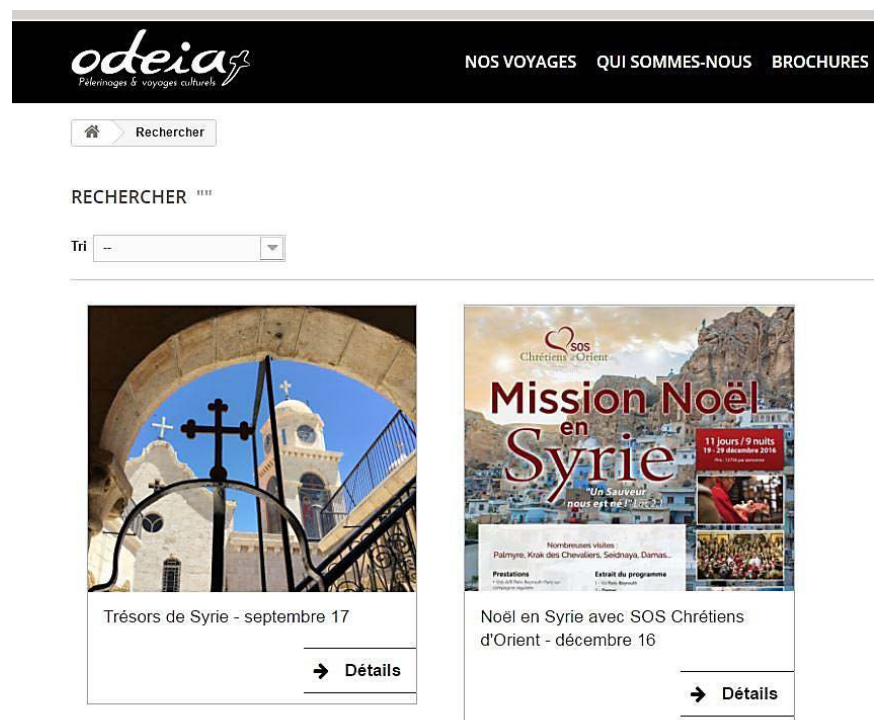 odeia
Pèlerinages & voyages culturels
NOS VOYAGES QUI SOMMES-NOUS BROCHURES
Rechercher
RECHERCHER ""
Tri --
SOS
Chrétiens d'Orient
Mission Noël
en
Syrie
"Un Sauveur
nous est né !" Luc 2
11 jours / 9 nuits
19 - 29 décembre 2016
Nombreuses visites :
Palmyre, Krak des Chevaliers, Seidnaya, Damas...
Prestations
Extrait du programme
Trésors de Syrie - septembre 17
Détails
Noël en Syrie avec SOS Chrétiens
d'Orient - décembre 16
Détails